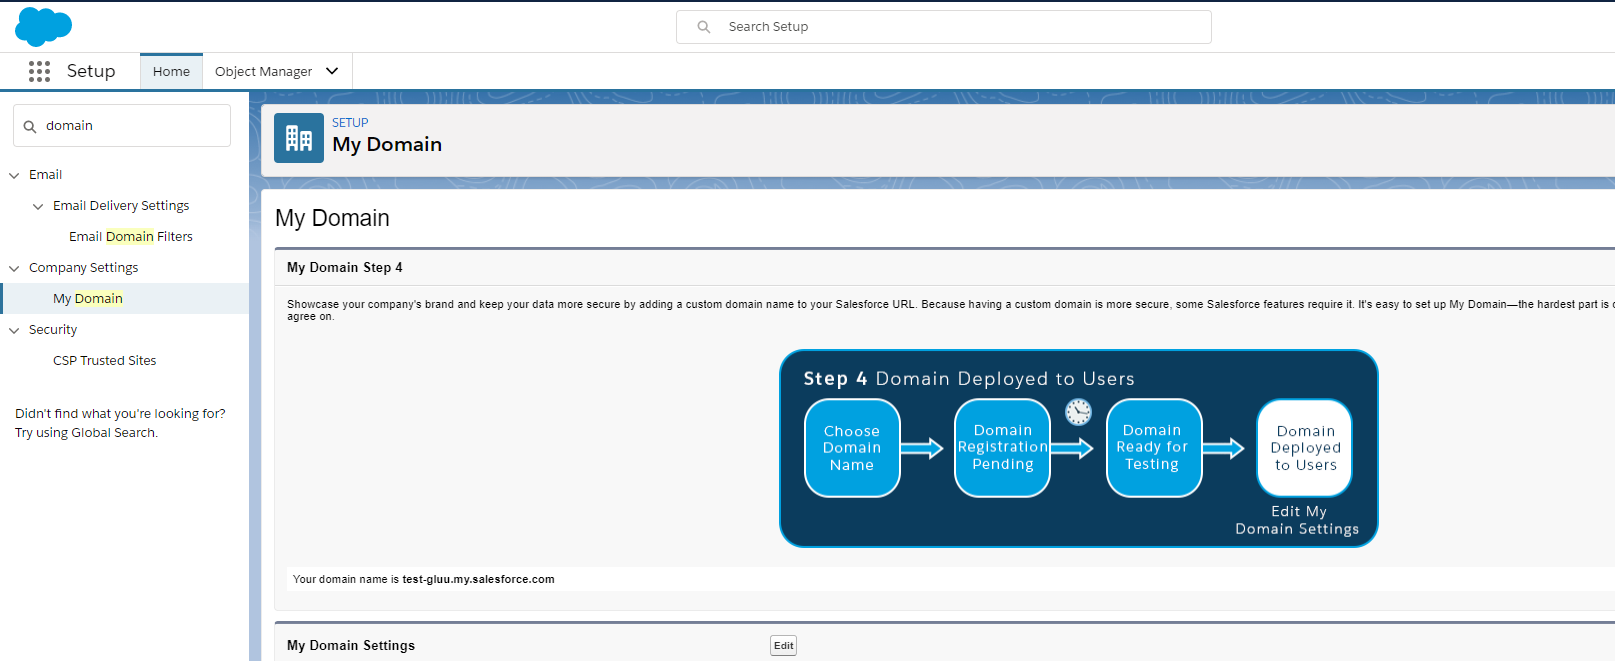 Search Setup
Setup
Home
Object Manager
domain
Email
Email Delivery Settings
Email Domain Filters
Company Settings
My Domain
Security
CSP Trusted Sites
Didn't find what you're looking for?
Try using Global Search.
SETUP
My Domain
My Domain
My Domain Step 4
Showcase your company's brand and keep your data more secure by adding a custom domain name to your Salesforce URL. Because having a custom domain is more secure, some Salesforce features require it. It's easy to set up My Domain—the hardest part is
agree on.
Step 4 Domain Deployed to Users
Choose
Domain
Name
Domain
Registration
Pending
Domain
Ready for
Testing
Domain
Deployed
to Users
Edit My
Domain Settings
Your domain name is test-gluu.my.salesforce.com
My Domain Settings
Edit